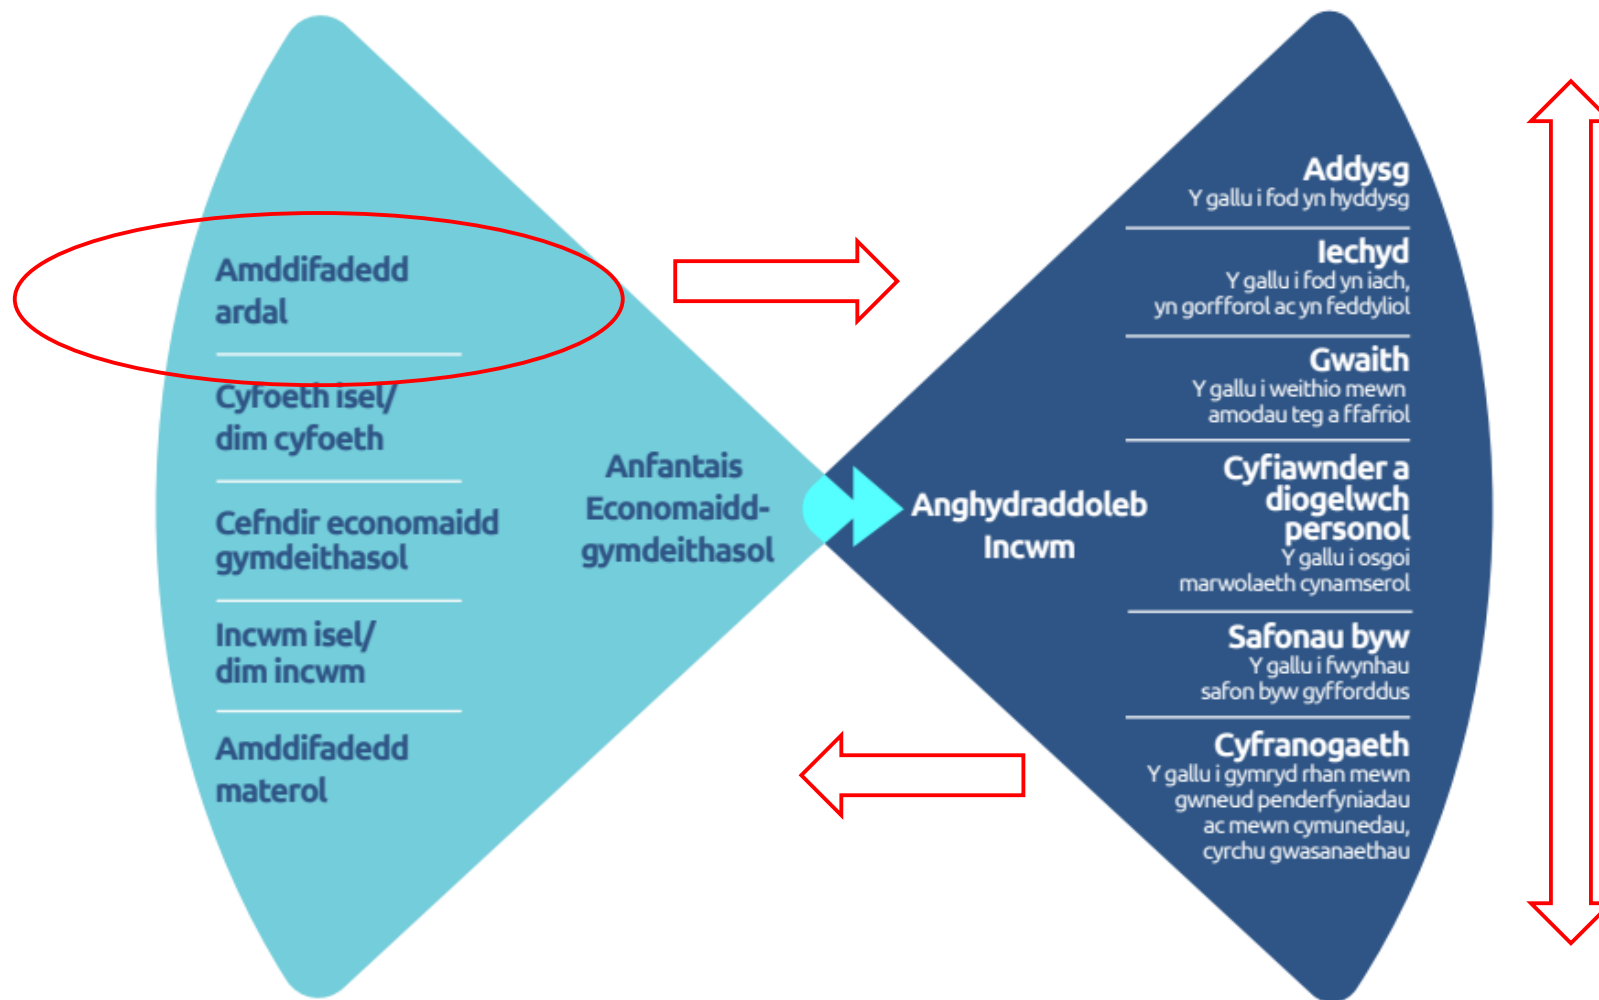 Amddifadedd
ardal
Cyfoeth isel/
dim cyfoeth
Cefndir economaidd
gymdeithasol
Incwm isel/
dim incwm
Amddifadedd
materol
Anfantais
Economaidd-
gymdeithasol
Anghydraddoleb
Incwm
Addysg
Y gallu i fod yn hyddysg
Iechyd
Y gallu i fod yn iach,
yn gorfforol ac yn feddyliol
Gwaith
Y gallu i weithio mewn
amodau teg a ffafriol
Cyfiawnder a
diogelwch
personol
Y gallu i osgoi
marwolaeth cynamserol
Safonau byw
Y gallu i fwynhau
safon byw gyfforddus
Cyfranogaeth
Y gallu i gymryd rhan mewn
gwneud penderfyniadau
ac mewn cymunedau,
cyrchu gwasanaethau